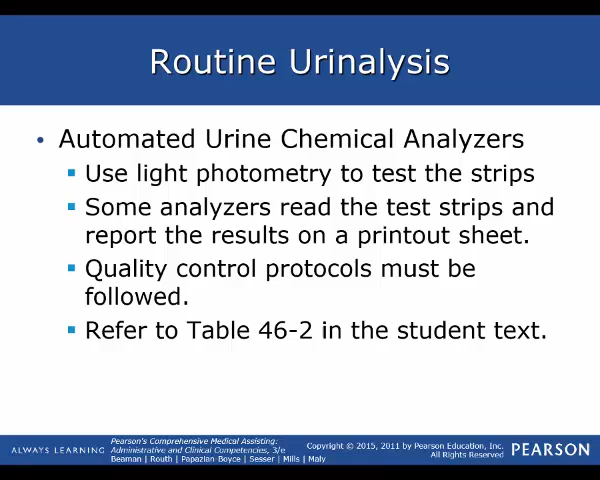 Routine Urinalysis
• Automated Urine Chemical Analyzers
▪ Use light photometry to test the strips
▪ Some analyzers read the test strips and
report the results on a printout sheet.
▪ Quality control protocols must be
followed.
▪ Refer to Table 46-2 in the student text.
ALWAYS LEARNING
Pearson's Comprehensive Medical Assisting:
Administrative and Clinical Competencies, 3/e
Beaman | Routh | Papazian Boyce | Sesser | Mills | Maly
Copyright © 2015, 2011 by Pearson Education, Inc.
All Rights Reserved
PEARSON